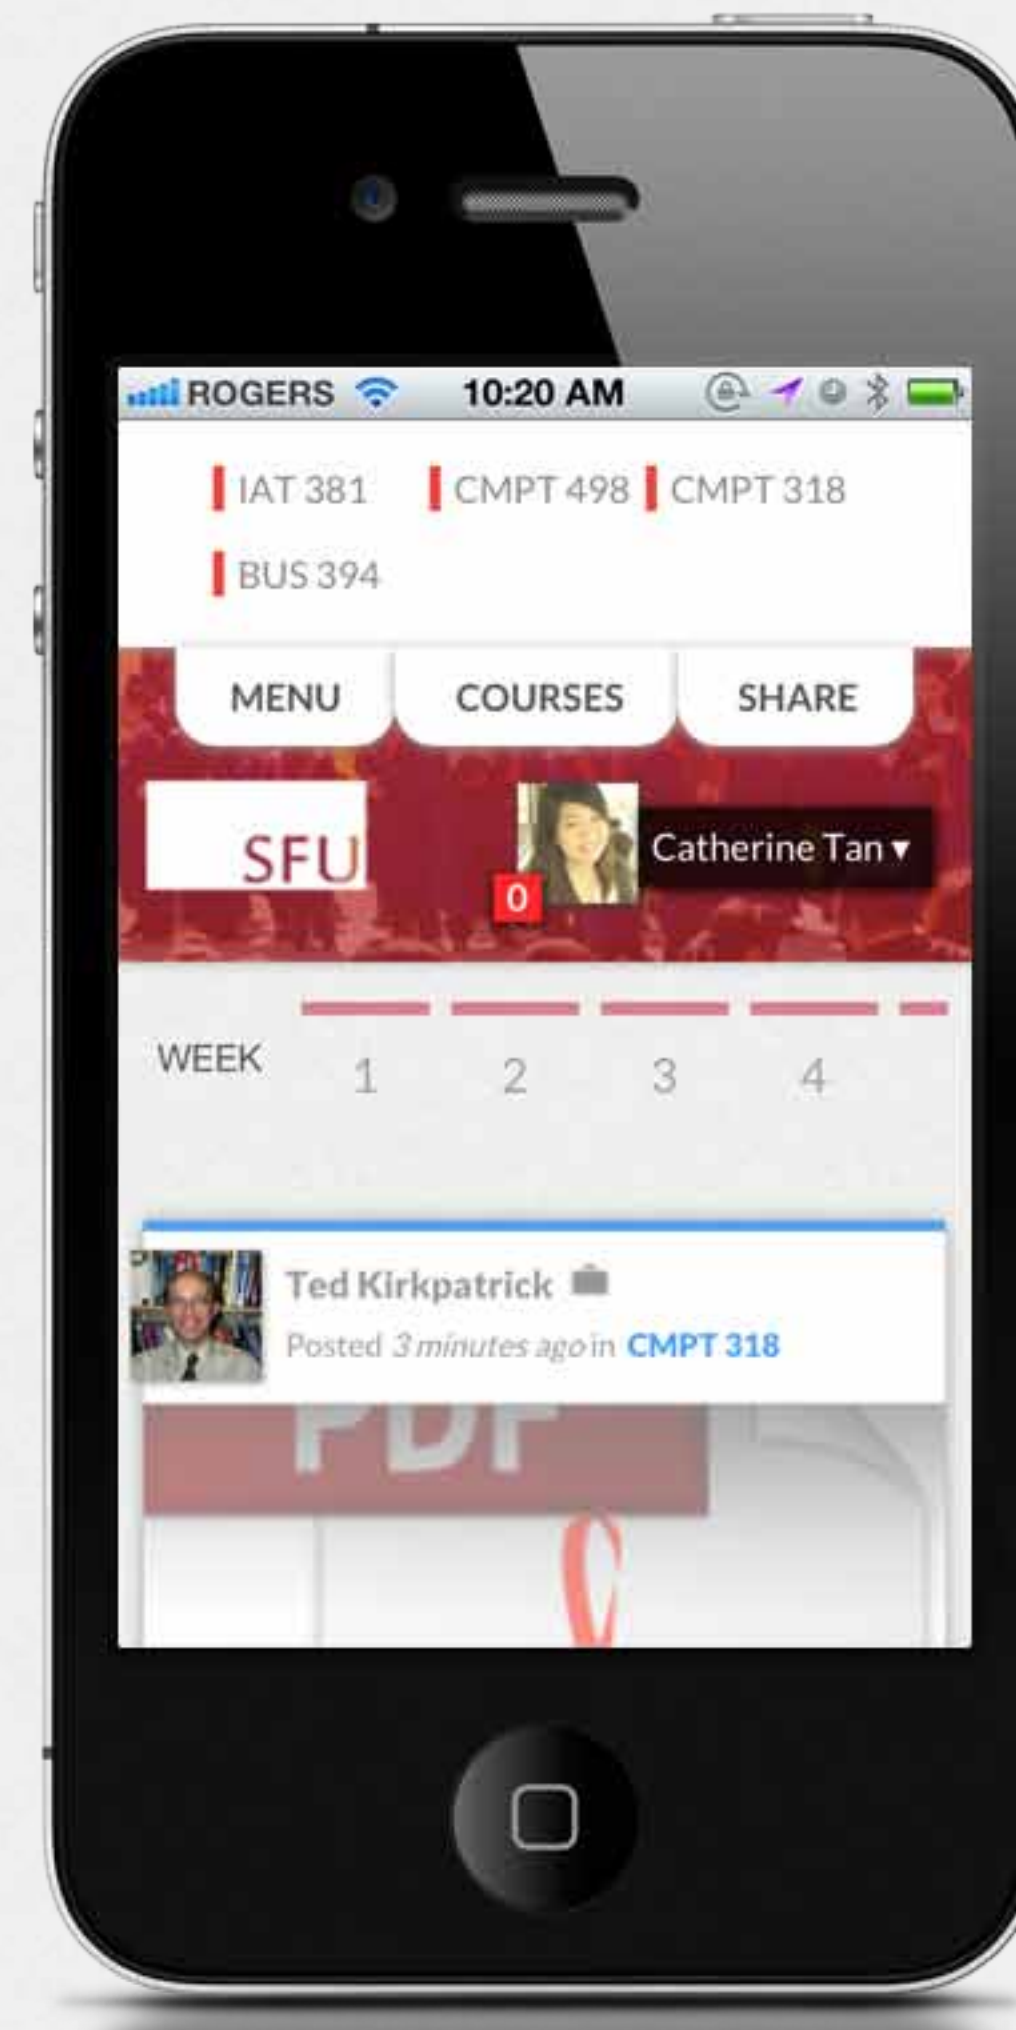 ROGERS 10:20 AM
IAT 381 CMPT 498 CMPT 318
BUS 394
MENU COURSES SHARE
SFU
Catherine Tan ▾
0
WEEK 1 2 3 4
Ted Kirkpatrick
Posted 3 minutes ago in CMPT 318
PDF